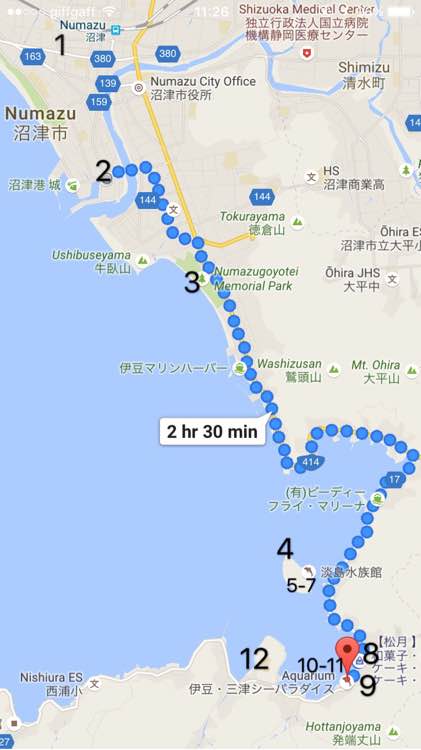 giffgaff
11:26
Shizuoka Medical Center
独立行政法人国立病院
機構静岡医療センター
Numazu
沼津
1
163
380
380
139
159
Numazu City Office
沼津市役所
Shimizu
清水町
Numazu
沼津市
2
144
144
沼津港 城
HS
沼津商業高
Tokurayama
徳倉山
Ōhira ES
沼津市立大平小
Ushibuseyama
牛臥山
3
Numazugoyotei
Memorial Park
Ōhira JHS
大平中
伊豆マリンハーバー
Washizusan
鷲頭山
Mt. Ohira
大平山
2 hr 30 min
414
17
(有)ビーディー
フライ・マリーナ
4
淡島水族館
5-7
12
10-11
8
9
【松月】
和菓子・
ケーキ・
ケーキ・
Aquarium
伊豆・三津シーパラダイス
Nishiura ES
西浦小
27
Hottanjoyama
発端丈山